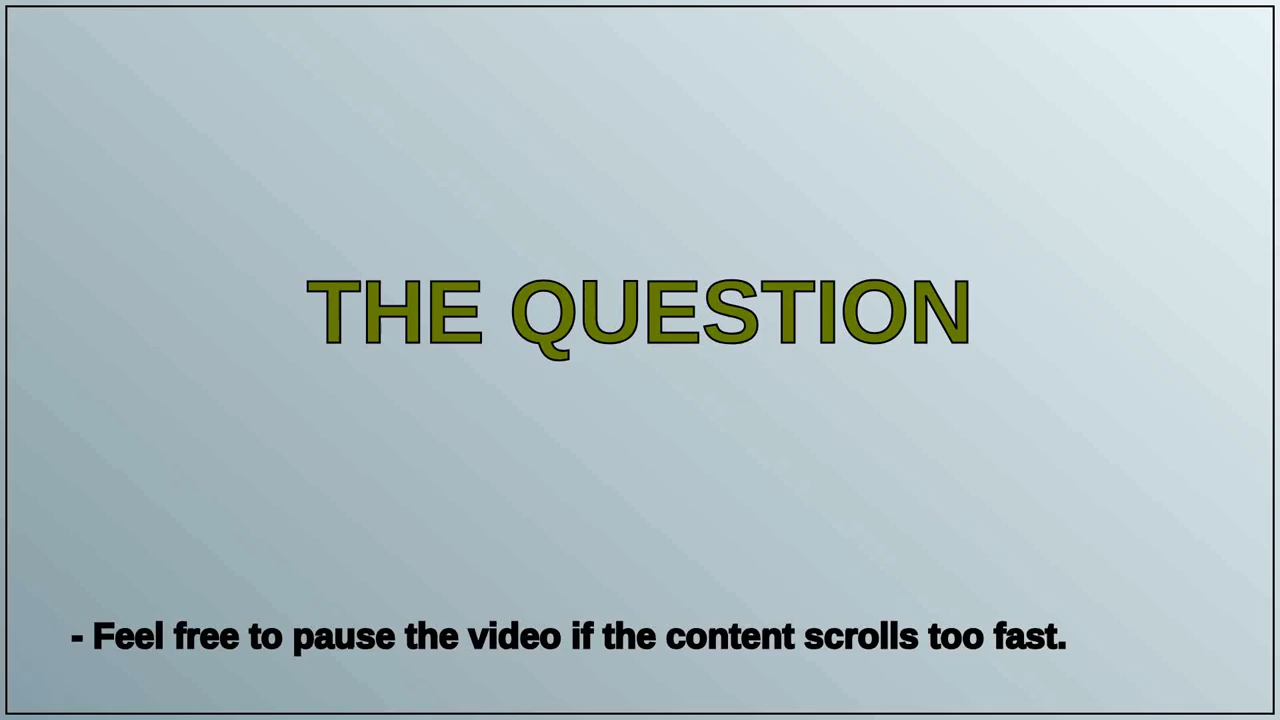 THE QUESTION
- Feel free to pause the video if the content scrolls too fast.